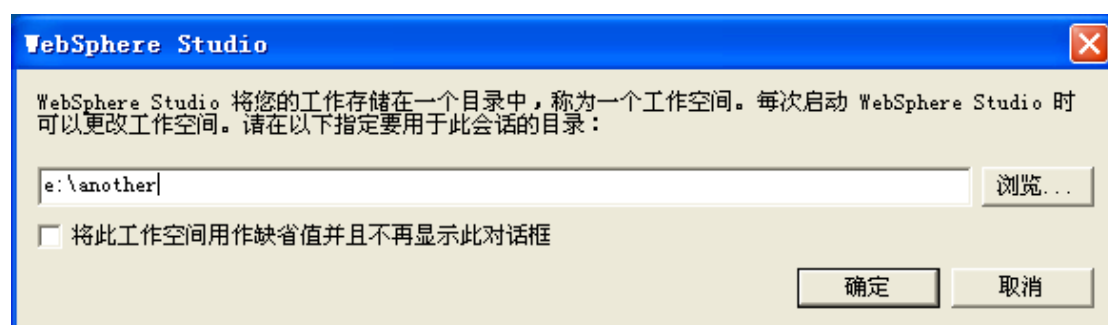 WebSphere Studio
WebSphere Studio 将您的工作存储在一个目录中，称为一个工作空间。每次启动 WebSphere Studio 时
可以更改工作空间。请在以下指定要用于此会话的目录：
e:\another
浏览...
将此工作空间用作缺省值并且不再显示此对话框
确定
取消